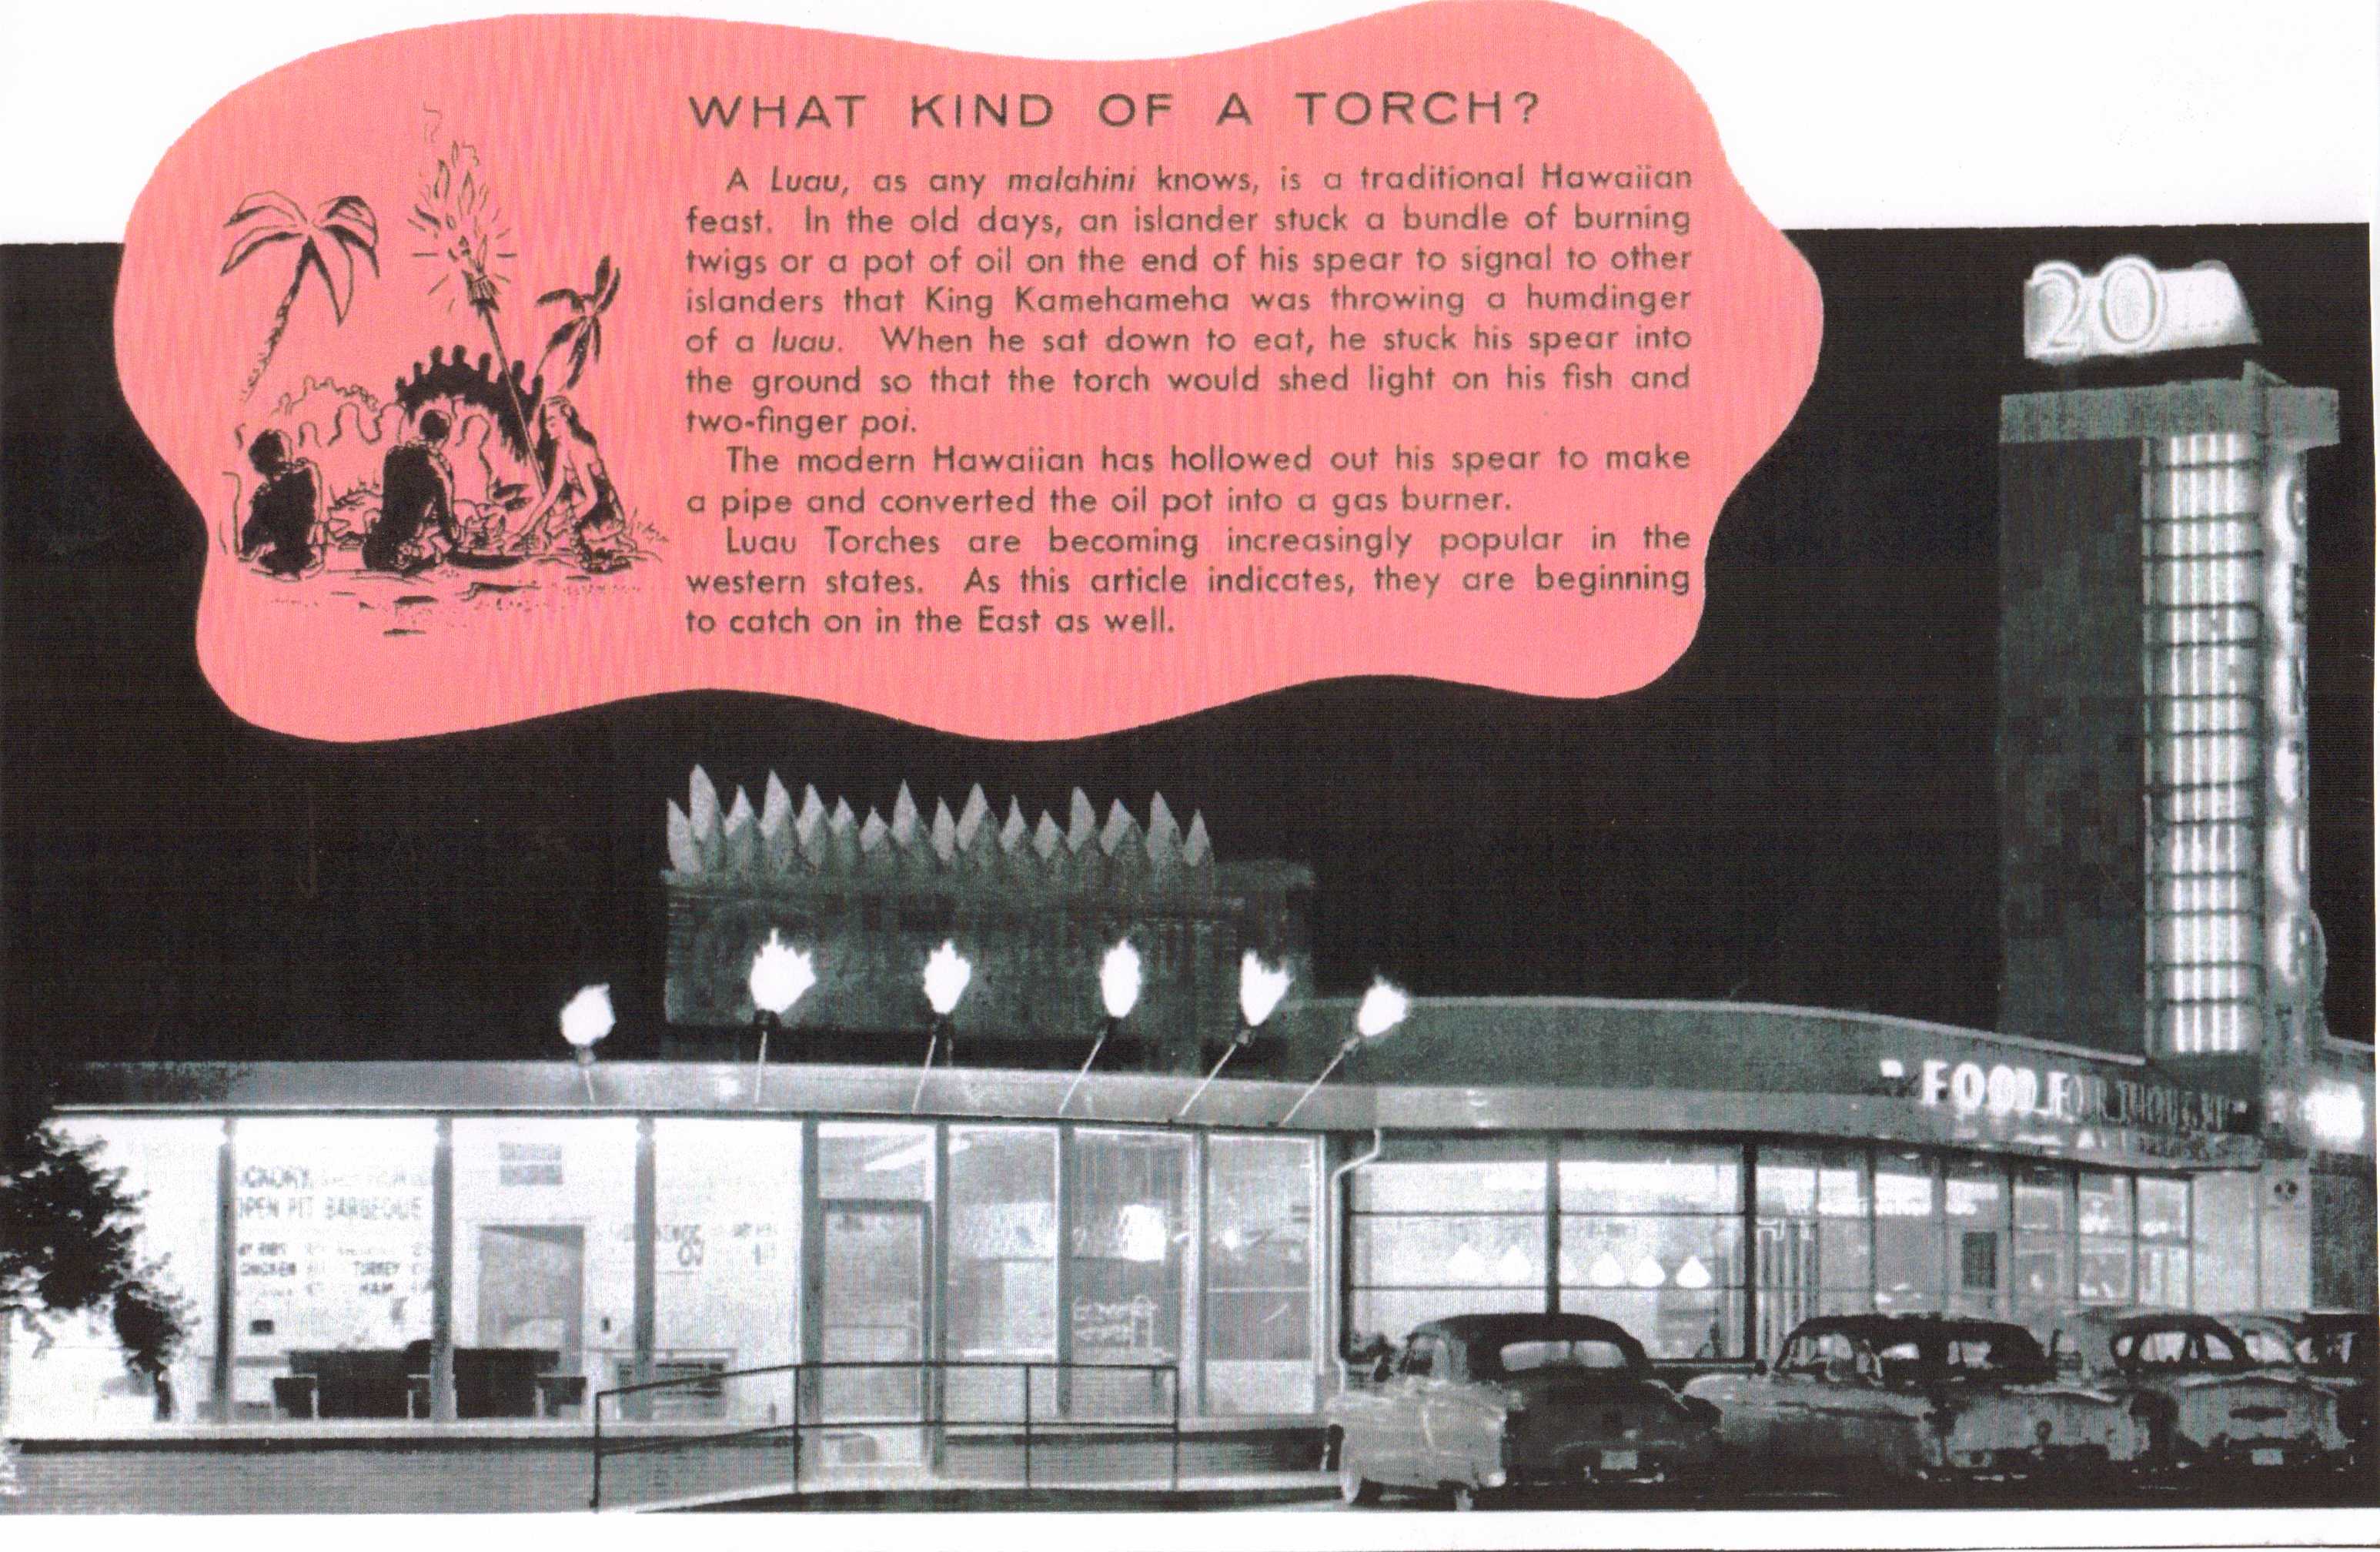 WHAT KIND OF A TORCH?
A Luau, as any malahini knows, is a traditional Hawaiian
feast. In the old days, an islander stuck a bundle of burning
twigs or a pot of oil on the end of his spear to signal to other
islanders that King Kamehameha was throwing a humdinger
of a luau. When he sat down to eat, he stuck his spear into
the ground so that the torch would shed light on his fish and
two-finger poi.
The modern Hawaiian has hollowed out his spear to make
a pipe and converted the oil pot into a gas burner.
Luau Torches are becoming increasingly popular in the
western states. As this article indicates, they are beginning
to catch on in the East as well.
20
"FOOD FOR THOUGHT"
OPEN PIT BARBEQUE
CHICKEN TURKEY
HAM